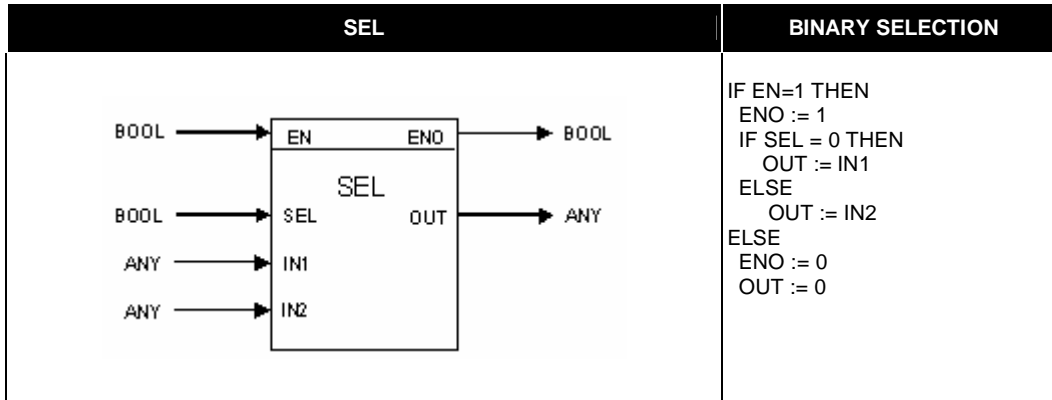 SEL
BINARY SELECTION
BOOL
EN
ENO
BOOL
SEL
BOOL
SEL
OUT
ANY
ANY
IN1
ANY
IN2
IF EN=1 THEN
ENO := 1
IF SEL = 0 THEN
OUT := IN1
ELSE
OUT := IN2
ELSE
ENO := 0
OUT := 0